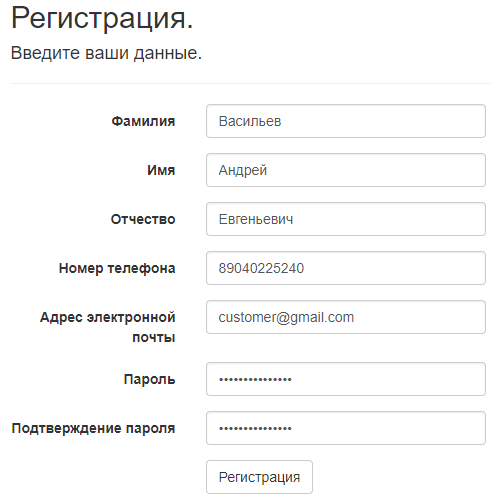 Регистрация.
Введите ваши данные.
Фамилия Васильев
Имя Андрей
Отчество Евгеньевич
Номер телефона 89040225240
Адрес электронной почты customer@gmail.com
Пароль •••••••••••••••
Подтверждение пароля •••••••••••••••
Регистрация